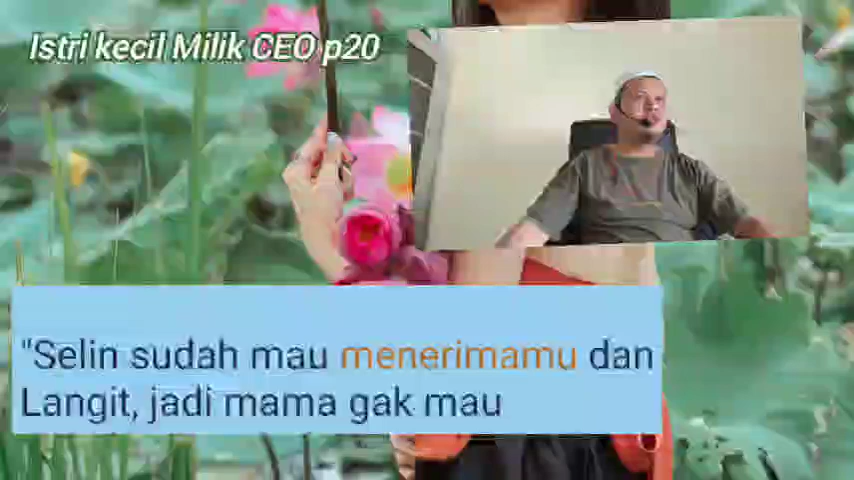 Istri kecil Milik CEO p20
"Selin sudah mau menerimamu dan
Langit, jadi mama gak mau